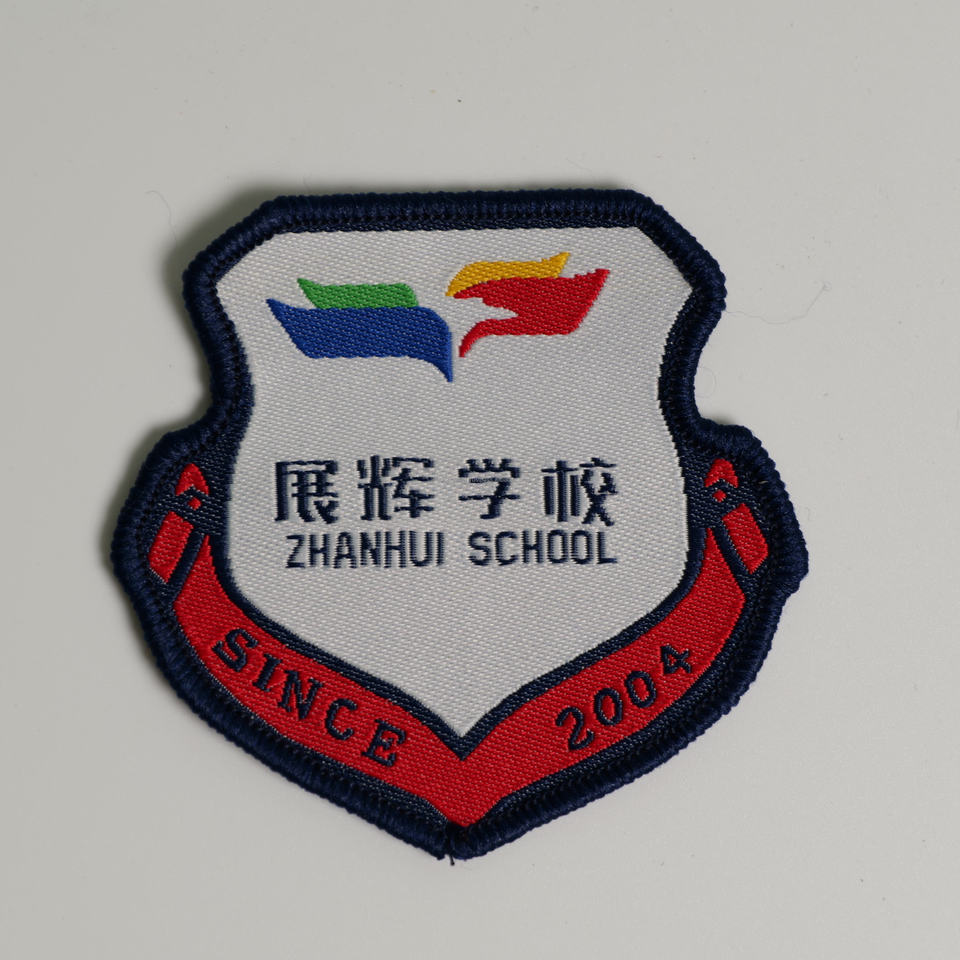 展辉学校
ZHANHUI SCHOOL
SINCE 2004